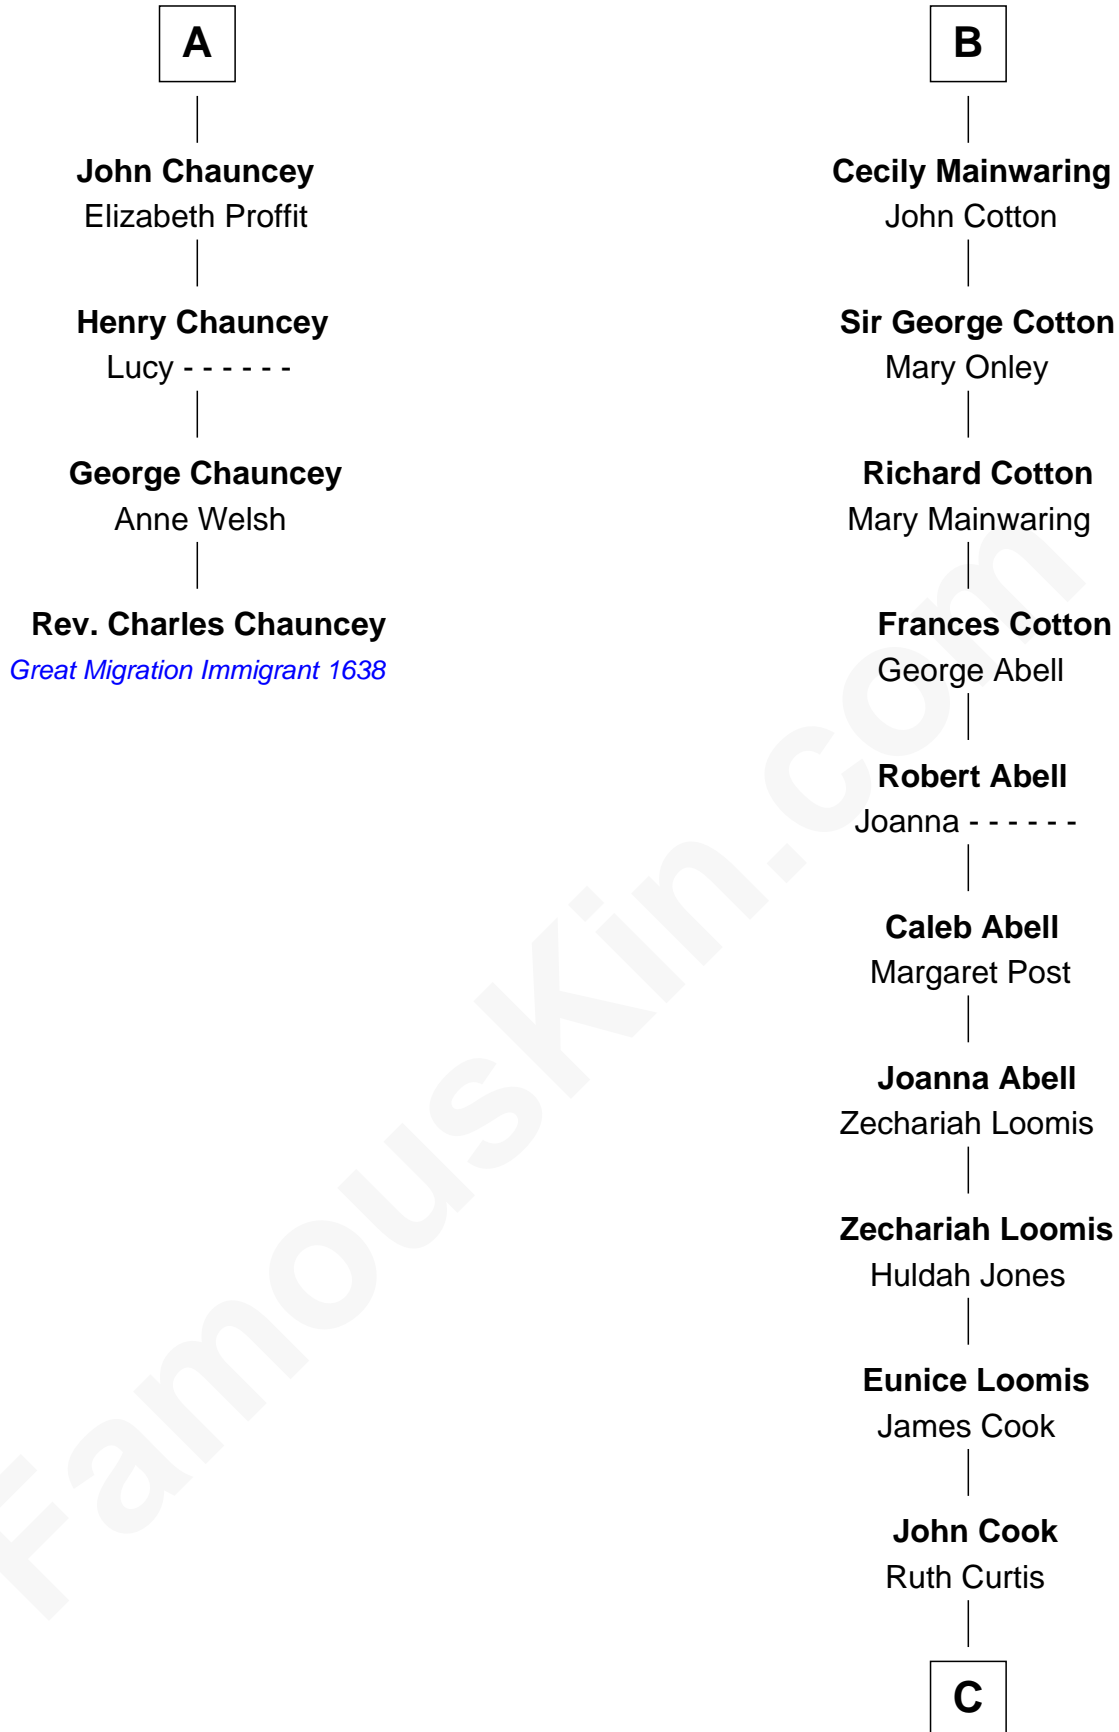 A
John Chauncey
Elizabeth Proffit
Henry Chauncey
Lucy - - - - - -
George Chauncey
Anne Welsh
Rev. Charles Chauncey
Great Migration Immigrant 1638
B
Cecily Mainwaring
John Cotton
Sir George Cotton
Mary Onley
Richard Cotton
Mary Mainwaring
Frances Cotton
George Abell
Robert Abell
Joanna - - - - - -
Caleb Abell
Margaret Post
Joanna Abell
Zechariah Loomis
Zechariah Loomis
Huldah Jones
Eunice Loomis
James Cook
John Cook
Ruth Curtis
C
FamousKin.com